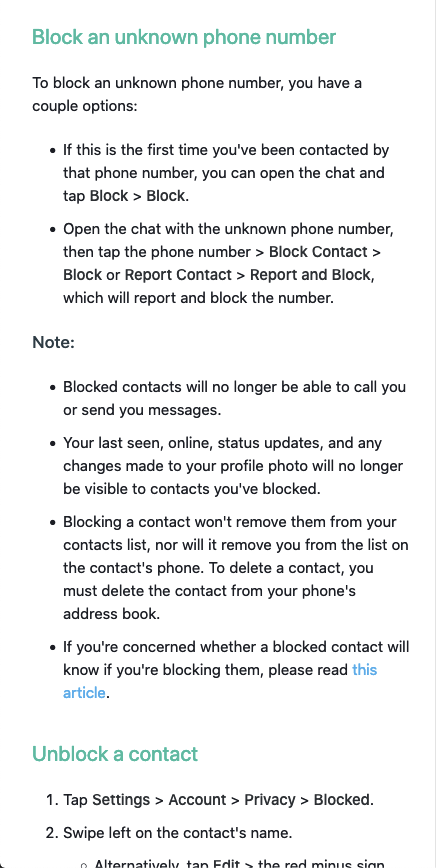 Block an unknown phone number
To block an unknown phone number, you have a
couple options:
• If this is the first time you've been contacted by
that phone number, you can open the chat and
tap Block > Block.
• Open the chat with the unknown phone number,
then tap the phone number > Block Contact >
Block or Report Contact > Report and Block,
which will report and block the number.
Note:
• Blocked contacts will no longer be able to call you
or send you messages.
• Your last seen, online, status updates, and any
changes made to your profile photo will no longer
be visible to contacts you've blocked.
• Blocking a contact won't remove them from your
contacts list, nor will it remove you from the list on
the contact's phone. To delete a contact, you
must delete the contact from your phone's
address book.
• If you're concerned whether a blocked contact will
know if you're blocking them, please read this
article.
Unblock a contact
1. Tap Settings > Account > Privacy > Blocked.
2. Swipe left on the contact's name.
◦ Alternatively, tap Edit > the red minus sign